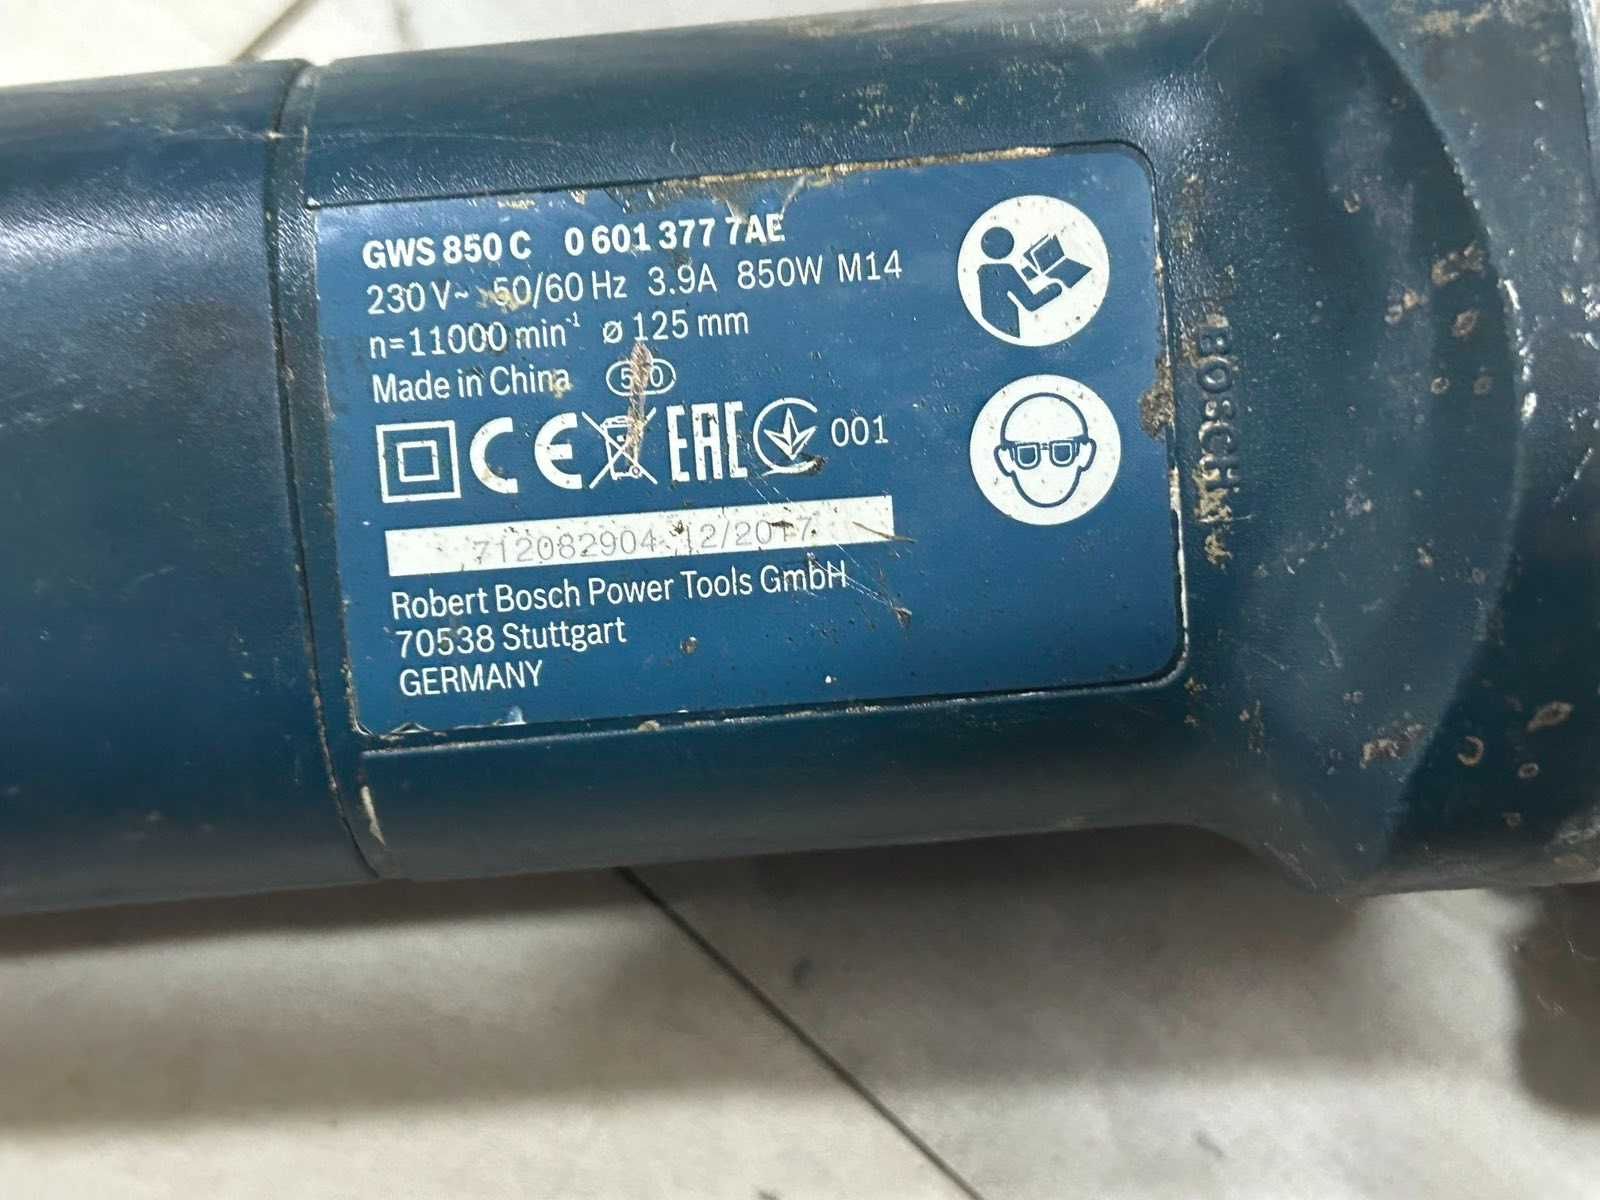 GWS 850 C 0 601 377 7AE
230 V~ 50/60 Hz 3.9A 850W M14
n=11000 min⁻¹ ø 125 mm
Made in China
CE EAC 001
712082904 12/2017
Robert Bosch Power Tools GmbH
70538 Stuttgart
GERMANY
BOSCH